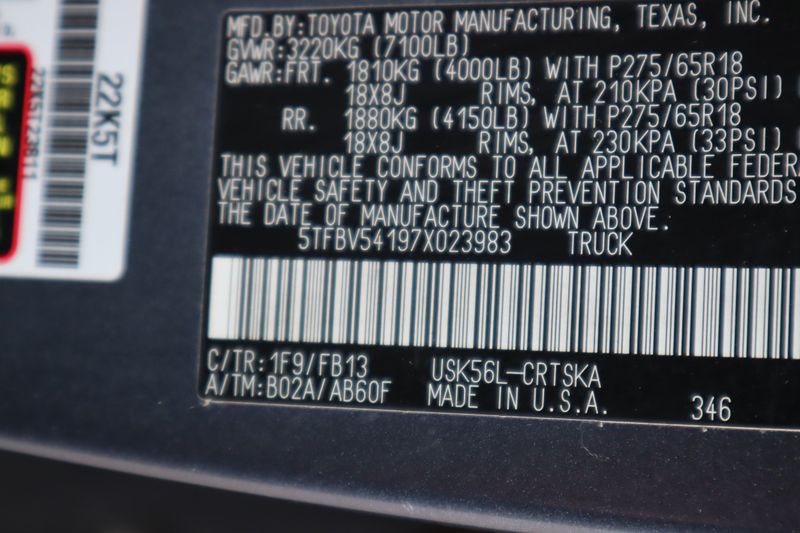 MFD.BY:TOYOTA MOTOR MANUFACTURING, TEXAS, INC.
GVWR:3220KG (7100LB)
GAWR:FRT. 1810KG (4000LB) WITH P275/65R18
18X8J RIMS, AT 210KPA (30PSI)
RR. 1880KG (4150LB) WITH P275/65R18
18X8J RIMS, AT 230KPA (33PSI)
THIS VEHICLE CONFORMS TO ALL APPLICABLE FEDERA
VEHICLE SAFETY AND THEFT PREVENTION STANDARDS
THE DATE OF MANUFACTURE SHOWN ABOVE.
5TFBV54197X023983 TRUCK
C/TR:1F9/FB13 USK56L-CRTSKA
A/TM:B02A/AB60F MADE IN U.S.A. 346
22K5T